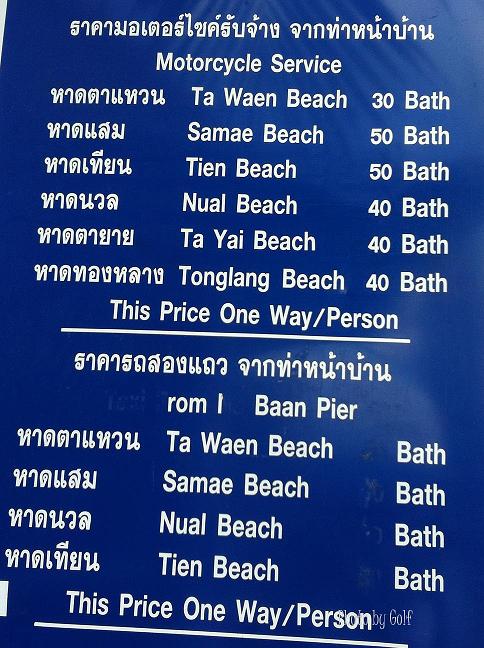 ราคามอเตอร์ไซค์รับจ้าง จากท่าหน้าบ้าน
Motorcycle Service
หาดตาแหวน Ta Waen Beach 30 Bath
หาดแสม Samae Beach 50 Bath
หาดเทียน Tien Beach 50 Bath
หาดนวล Nual Beach 40 Bath
หาดตายาย Ta Yai Beach 40 Bath
หาดทองหลาง Tonglang Beach 40 Bath
This Price One Way/Person
ราคารถสองแถว จากท่าหน้าบ้าน
rom Baan Pier
หาดตาแหวน Ta Waen Beach Bath
หาดแสม Samae Beach Bath
หาดนวล Nual Beach Bath
หาดเทียน Tien Beach Bath
This Price One Way/Person
Photo by Golf